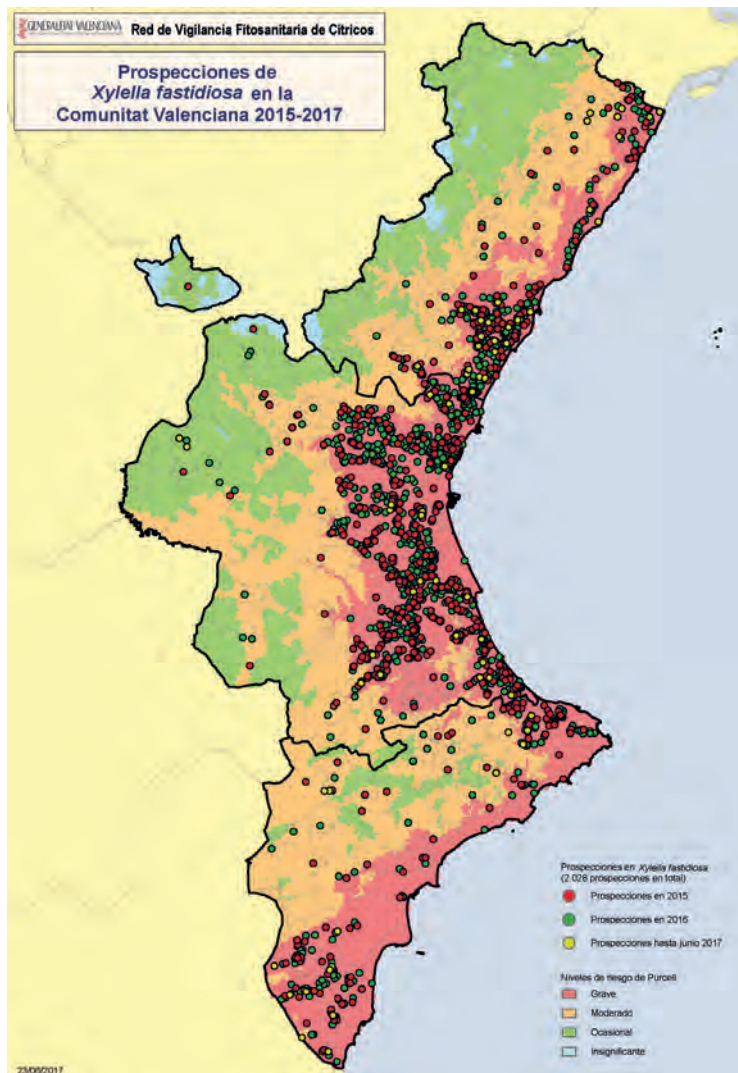 GENERALITAT VALENCIANA Red de Vigilancia Fitosanitaria de Cítricos
Prospecciones de
Xylella fastidiosa en la
Comunitat Valenciana 2015-2017
Prospecciones en Xylella fastidiosa
(2.028 prospecciones en total)
Prospecciones en 2015
Prospecciones en 2016
Prospecciones hasta junio 2017
Niveles de riesgo de Purcell
Grave
Moderado
Ocasional
Insignificante
23/06/2017